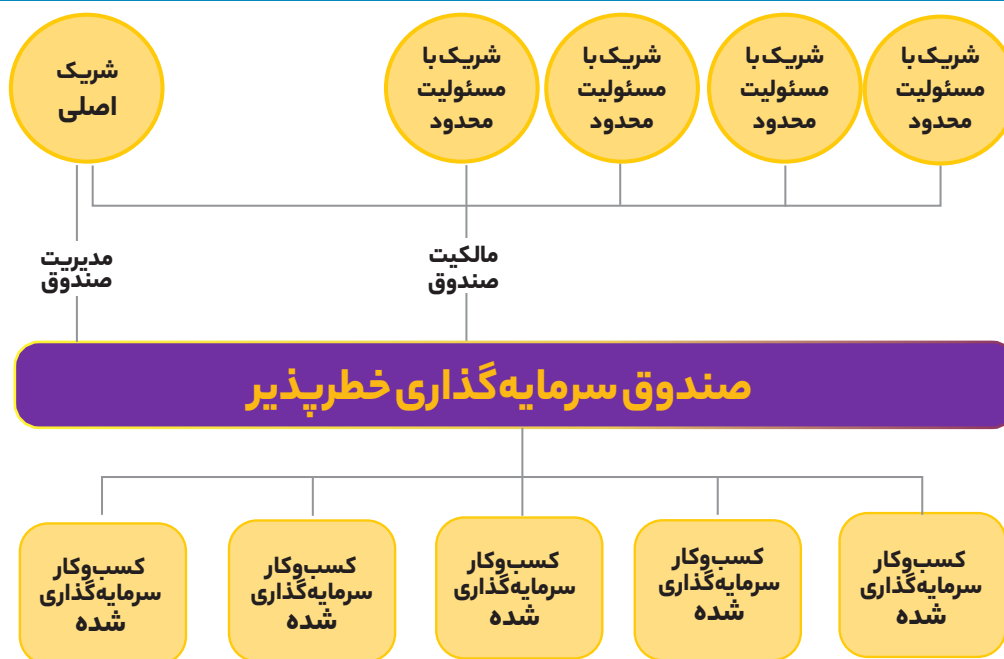 شریک با
مسئولیت
محدود
شریک با
مسئولیت
محدود
شریک با
مسئولیت
محدود
شریک با
مسئولیت
محدود
شریک
اصلی
مالکیت
صندوق
مدیریت
صندوق
صندوق سرمایه‌گذاری خطرپذیر
کسب‌وکار
سرمایه‌گذاری
شده
کسب‌وکار
سرمایه‌گذاری
شده
کسب‌وکار
سرمایه‌گذاری
شده
کسب‌وکار
سرمایه‌گذاری
شده
کسب‌وکار
سرمایه‌گذاری
شده